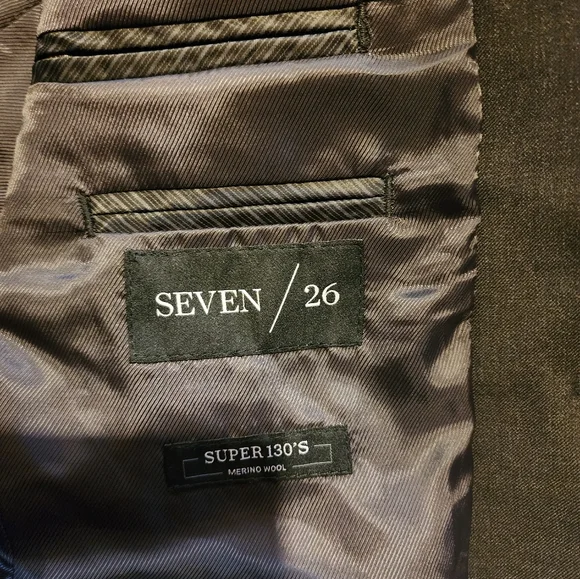 SEVEN / 26
SUPER 130'S
MERINO WOOL